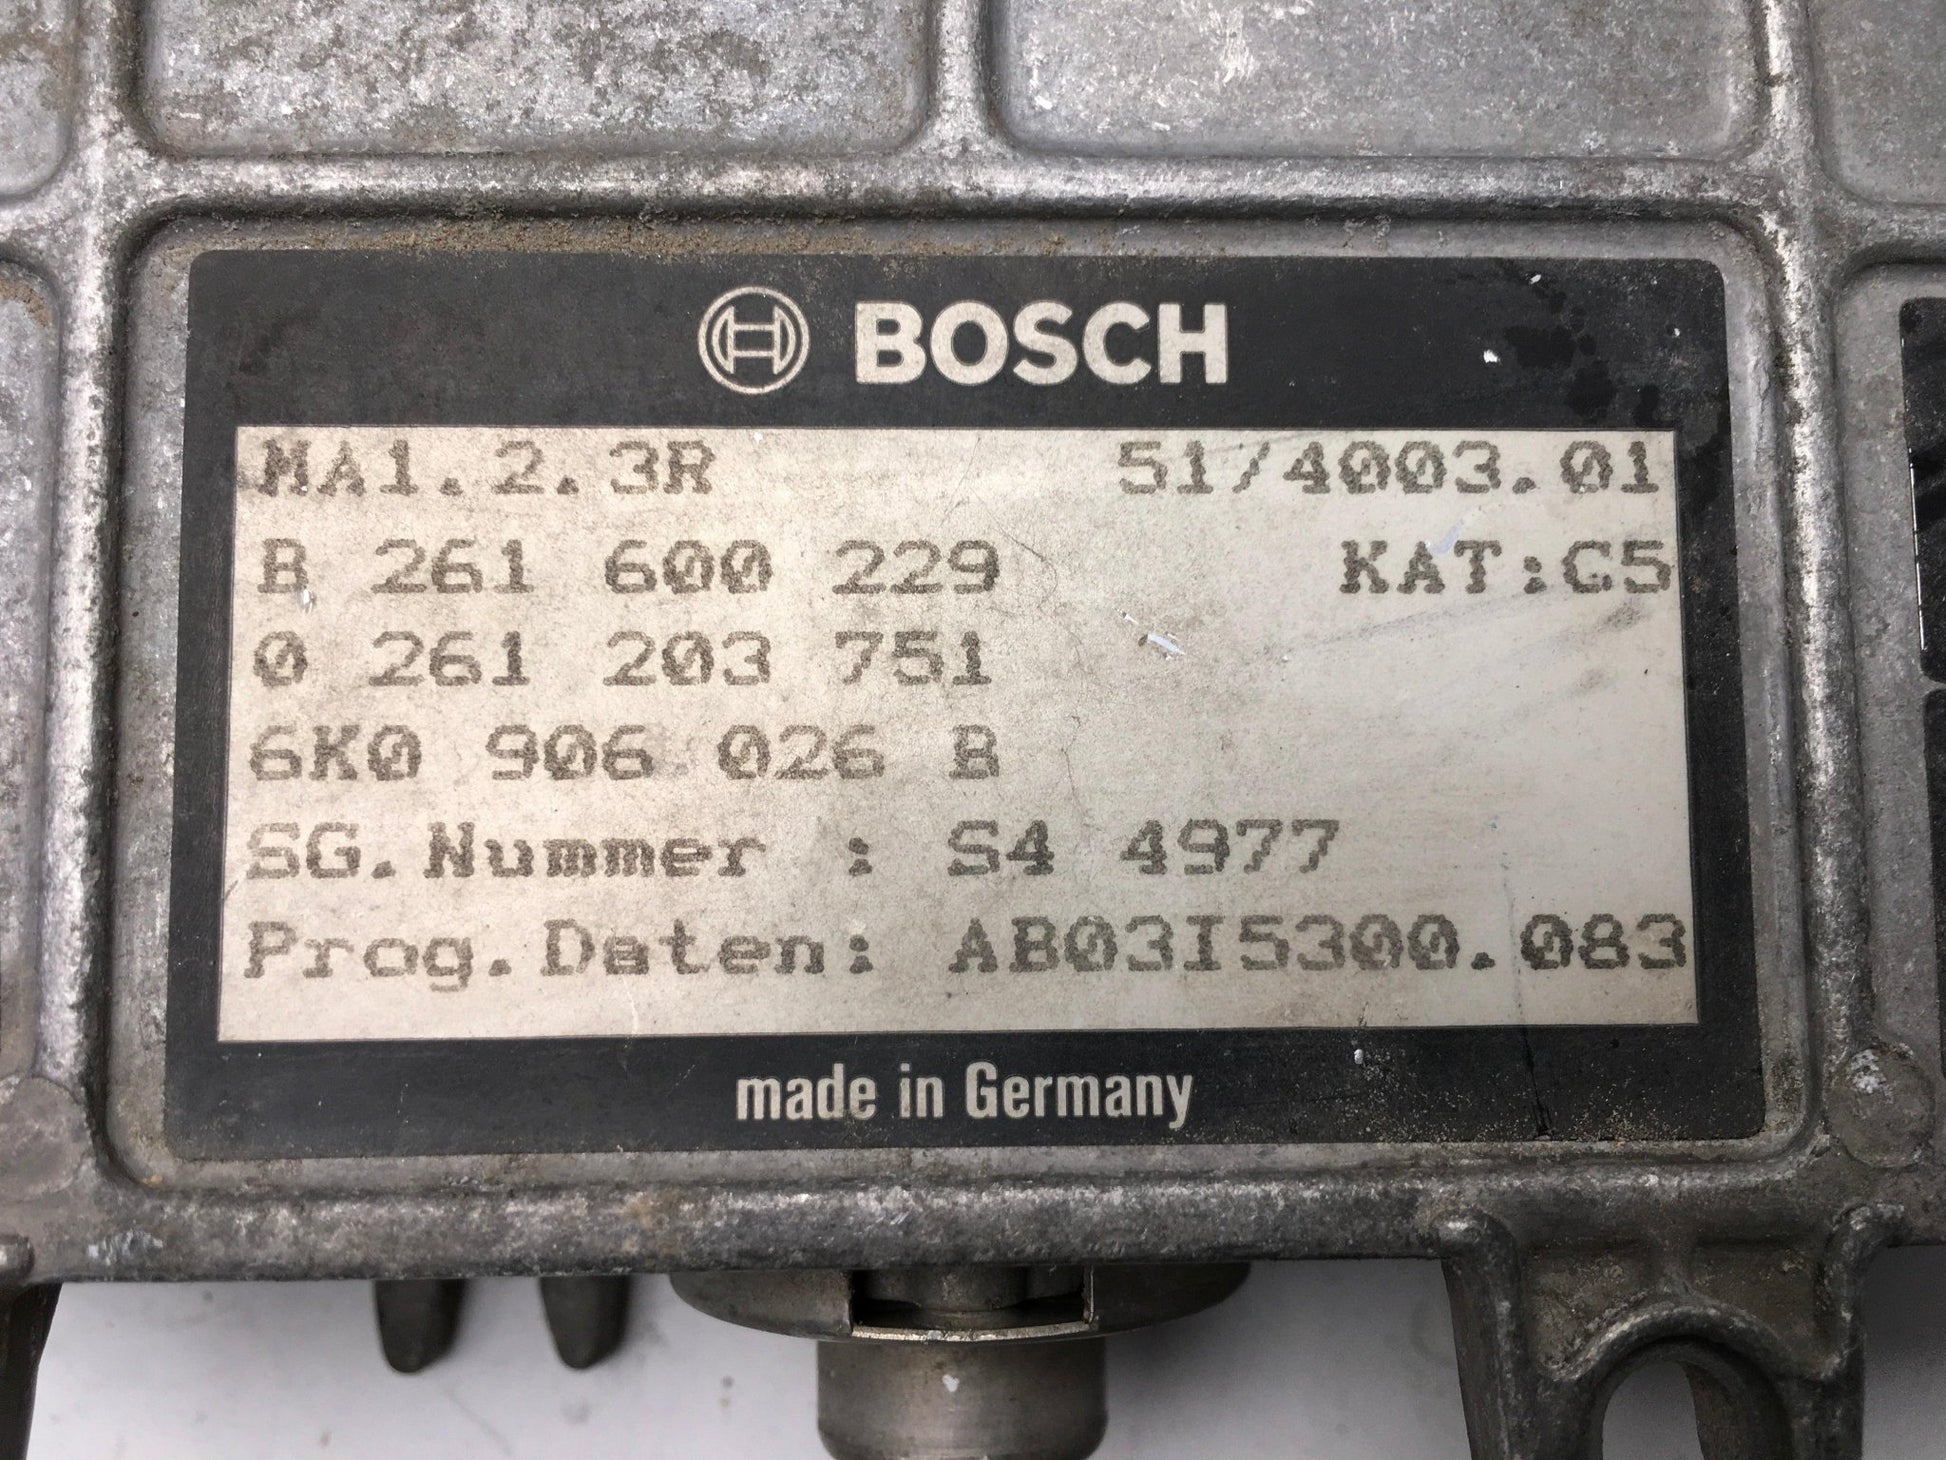 BOSCH
MA1.2.3R 51/4003.01
B 261 600 229 KAT:C5
0 261 203 751
6K0 906 026 B
SG.Nummer : S4 4977
Prog.Daten: AB03I5300.083
made in Germany